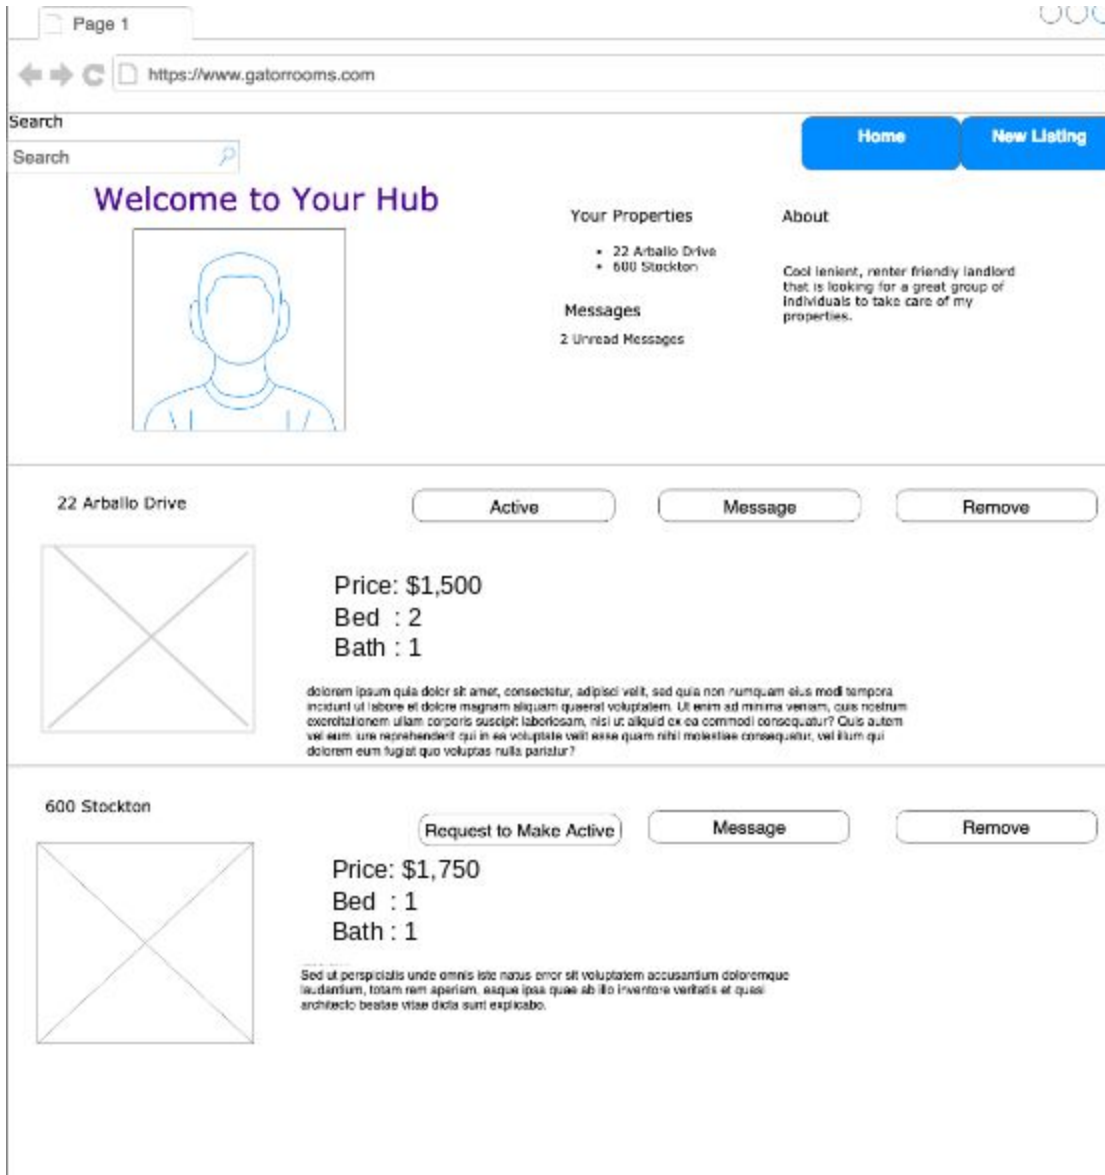 Page 1
https://www.gatorrooms.com
Search
Search
Home
New Listing
Welcome to Your Hub
Your Properties
• 22 Arballo Drive
• 600 Stockton
Messages
2 Unread Messages
About
Cool lenient, renter friendly landlord
that is looking for a great group of
individuals to take care of my
properties.
22 Arballo Drive
Active
Message
Remove
Price: $1,500
Bed : 2
Bath : 1
dolorem ipsum quia dolor sit amet, consectetur, adipisci velit, sed quia non numquam eius modi tempora
incidunt ut labore et dolore magnam aliquam quaerat voluptatem. Ut enim ad minima veniam, quis nostrum
exercitationem ullam corporis suscipit laboriosam, nisi ut aliquid ex ea commodi consequatur? Quis autem
vel eum iure reprehenderit qui in ea voluptate velit esse quam nihil molestiae consequatur, vel illum qui
dolorem eum fugiat quo voluptas nulla pariatur?
600 Stockton
Request to Make Active
Message
Remove
Price: $1,750
Bed : 1
Bath : 1
Sed ut perspiciatis unde omnis iste natus error sit voluptatem accusantium doloremque
laudantium, totam rem aperiam, eaque ipsa quae ab illo inventore veritatis et quasi
architecto beatae vitae dicta sunt explicabo.